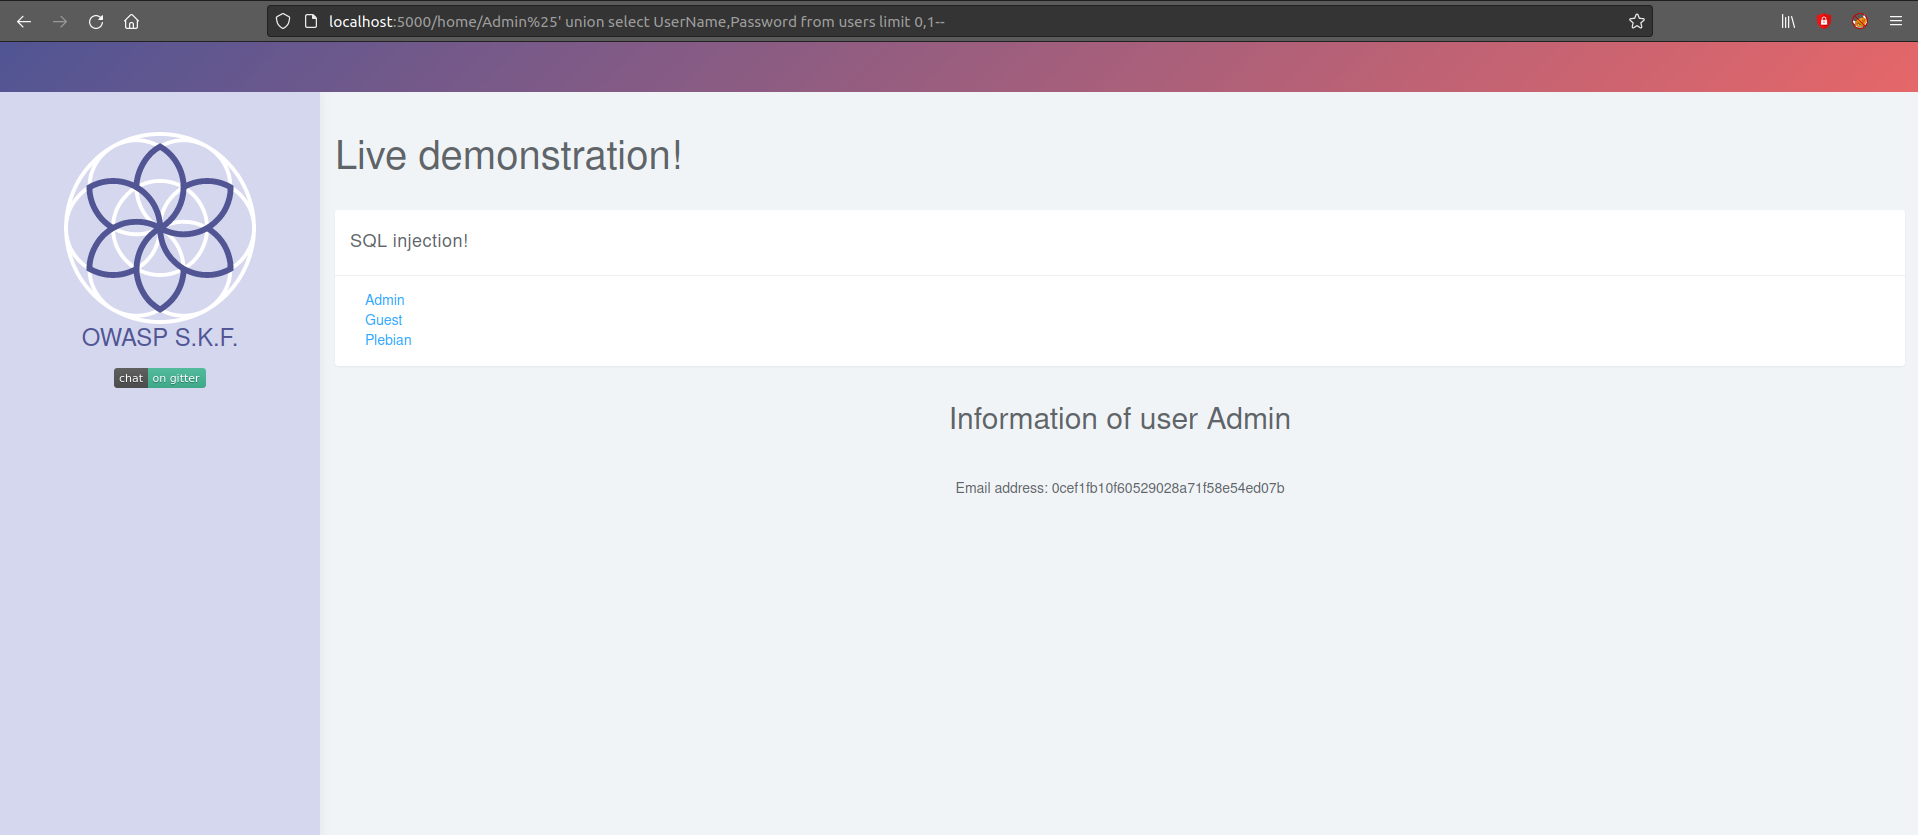 localhost:5000/home/Admin%25' union select UserName,Password from users limit 0,1--
OWASP S.K.F.
chat on gitter
Live demonstration!
SQL injection!
Admin
Guest
Plebian
Information of user Admin
Email address: 0cef1fb10f60529028a71f58e54ed07b